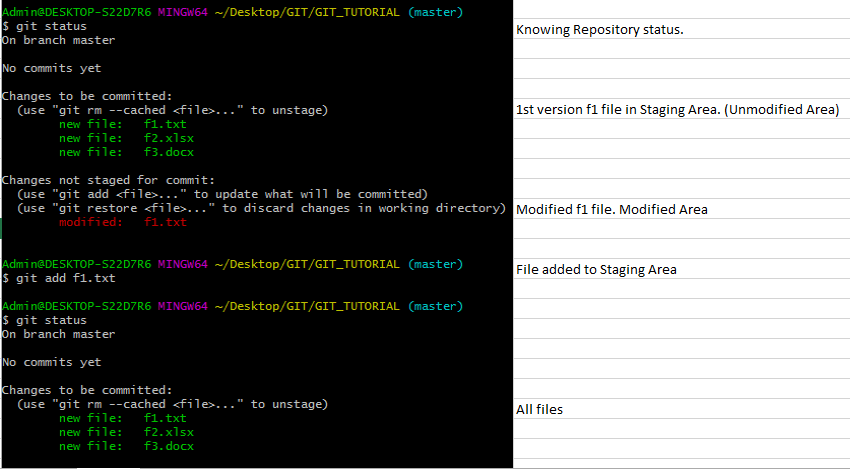 Admin@DESKTOP-S22D7R6 MINGW64 ~/Desktop/GIT/GIT_TUTORIAL (master)
$ git status
Knowing Repository status.
On branch master
No commits yet
Changes to be committed:
(use "git rm --cached <file>..." to unstage)
1st version f1 file in Staging Area. (Unmodified Area)
new file:   f1.txt
new file:   f2.xlsx
new file:   f3.docx
Changes not staged for commit:
(use "git add <file>..." to update what will be committed)
(use "git restore <file>..." to discard changes in working directory)
Modified f1 file. Modified Area
modified:   f1.txt
Admin@DESKTOP-S22D7R6 MINGW64 ~/Desktop/GIT/GIT_TUTORIAL (master)
File added to Staging Area
$ git add f1.txt
Admin@DESKTOP-S22D7R6 MINGW64 ~/Desktop/GIT/GIT_TUTORIAL (master)
$ git status
On branch master
No commits yet
Changes to be committed:
(use "git rm --cached <file>..." to unstage)
All files
new file:   f1.txt
new file:   f2.xlsx
new file:   f3.docx